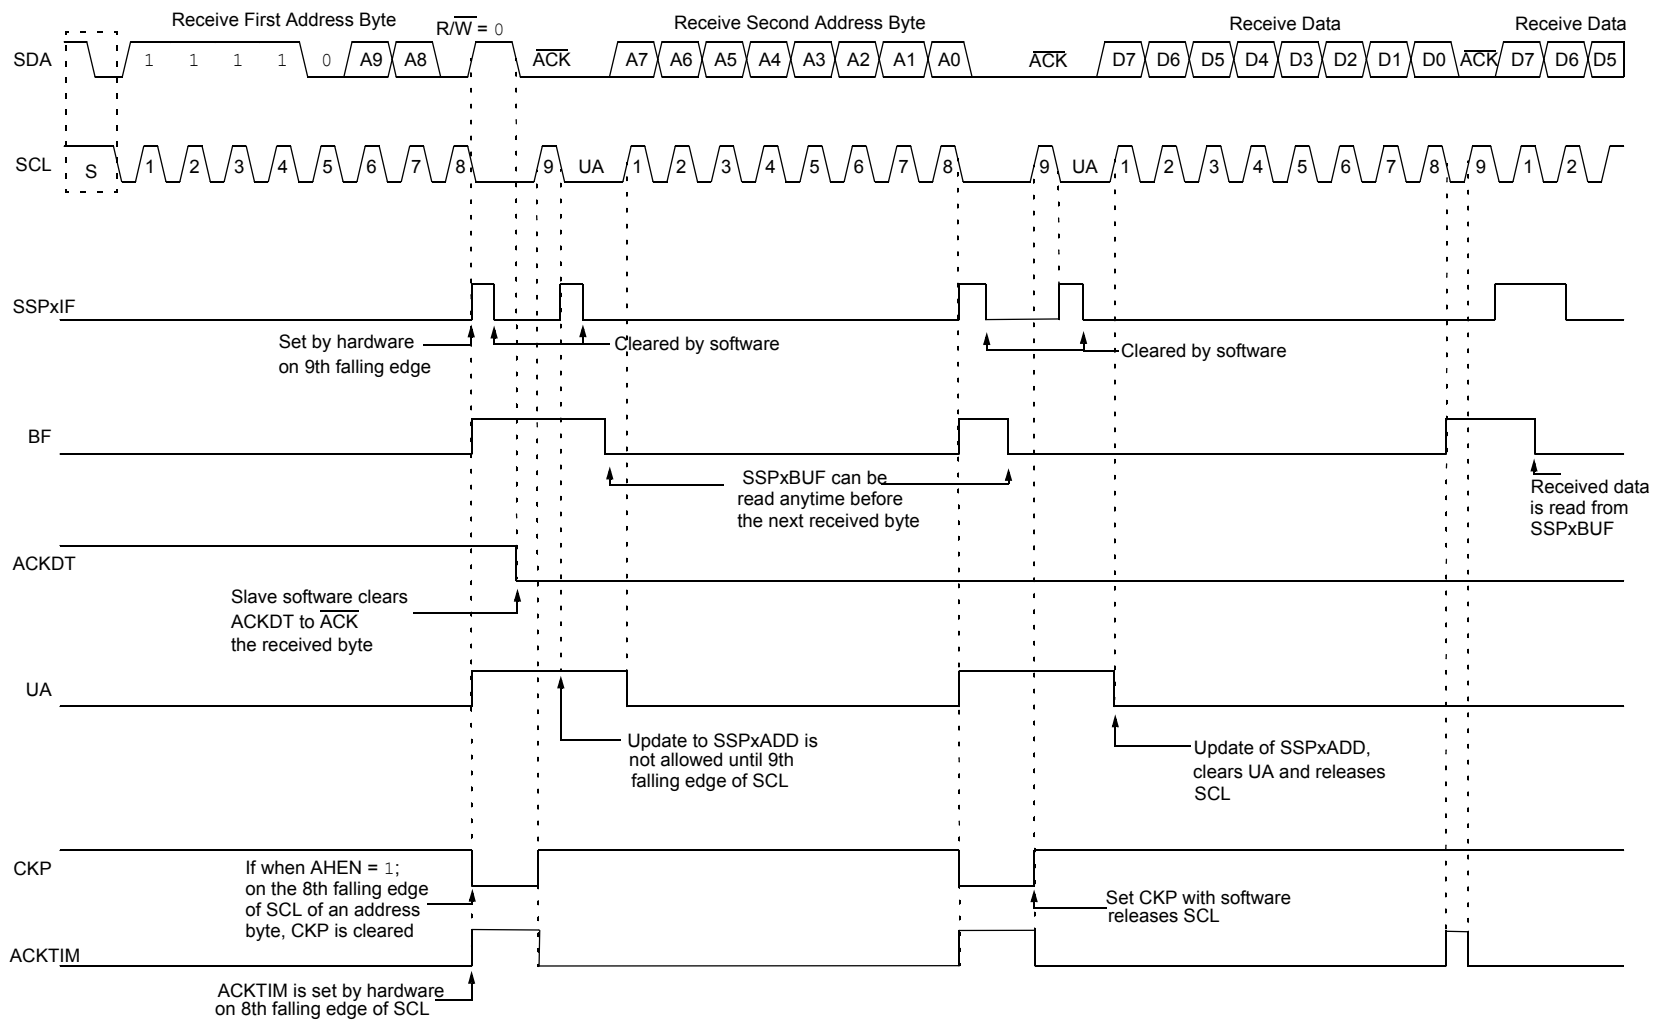 Receive First Address Byte
R/W = 0
Receive Second Address Byte
Receive Data
Receive Data
SDA
1 1 1 1 0 A9 A8
ACK
A7 A6 A5 A4 A3 A2 A1 A0
ACK
D7 D6 D5 D4 D3 D2 D1 D0
ACK
D7 D6 D5
SCL
S
1 2 3 4 5 6 7 8 9 UA
1 2 3 4 5 6 7 8 9 UA
1 2 3 4 5 6 7 8 9 1 2
SSPxIF
Set by hardware
on 9th falling edge
Cleared by software
Cleared by software
BF
SSPxBUF can be
read anytime before
the next received byte
Received data
is read from
SSPxBUF
ACKDT
Slave software clears
ACKDT to ACK
the received byte
UA
Update to SSPxADD is
not allowed until 9th
falling edge of SCL
Update of SSPxADD,
clears UA and releases
SCL
CKP
If when AHEN = 1;
on the 8th falling edge
of SCL of an address
byte, CKP is cleared
Set CKP with software
releases SCL
ACKTIM
ACKTIM is set by hardware
on 8th falling edge of SCL